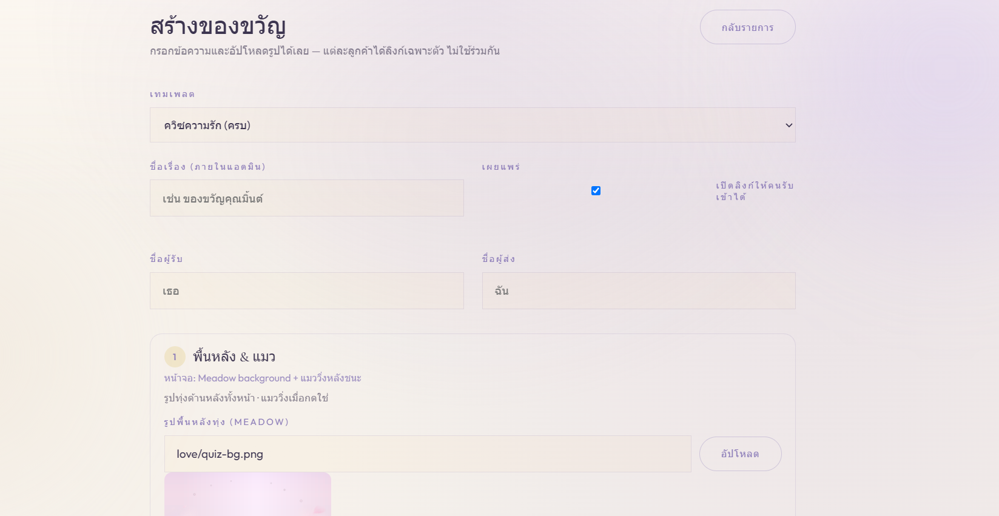 สร้างของขวัญ
กลับรายการ
กรอกข้อความและอัปโหลดรูปได้เลย — แต่ละลูกค้าได้ลิงก์เฉพาะตัว ไม่ใช้ร่วมกัน
เทมเพลต
ควิซความรัก (ครบ)
ชื่อเรื่อง (ภายในแอดมิน)
เผยแพร่
เช่น ของขวัญคุณมิ้นต์
เปิดลิงก์ให้คนรับ
เข้าได้
ชื่อผู้รับ
ชื่อผู้ส่ง
เธอ
ฉัน
1
พื้นหลัง & แมว
หน้าจอ: Meadow background + แมววิ่งหลังชนะ
รูปทุ่งด้านหลังทั้งหน้า · แมววิ่งเมื่อกดใช่
รูปพื้นหลังทุ่ง (MEADOW)
love/quiz-bg.png
อัปโหลด